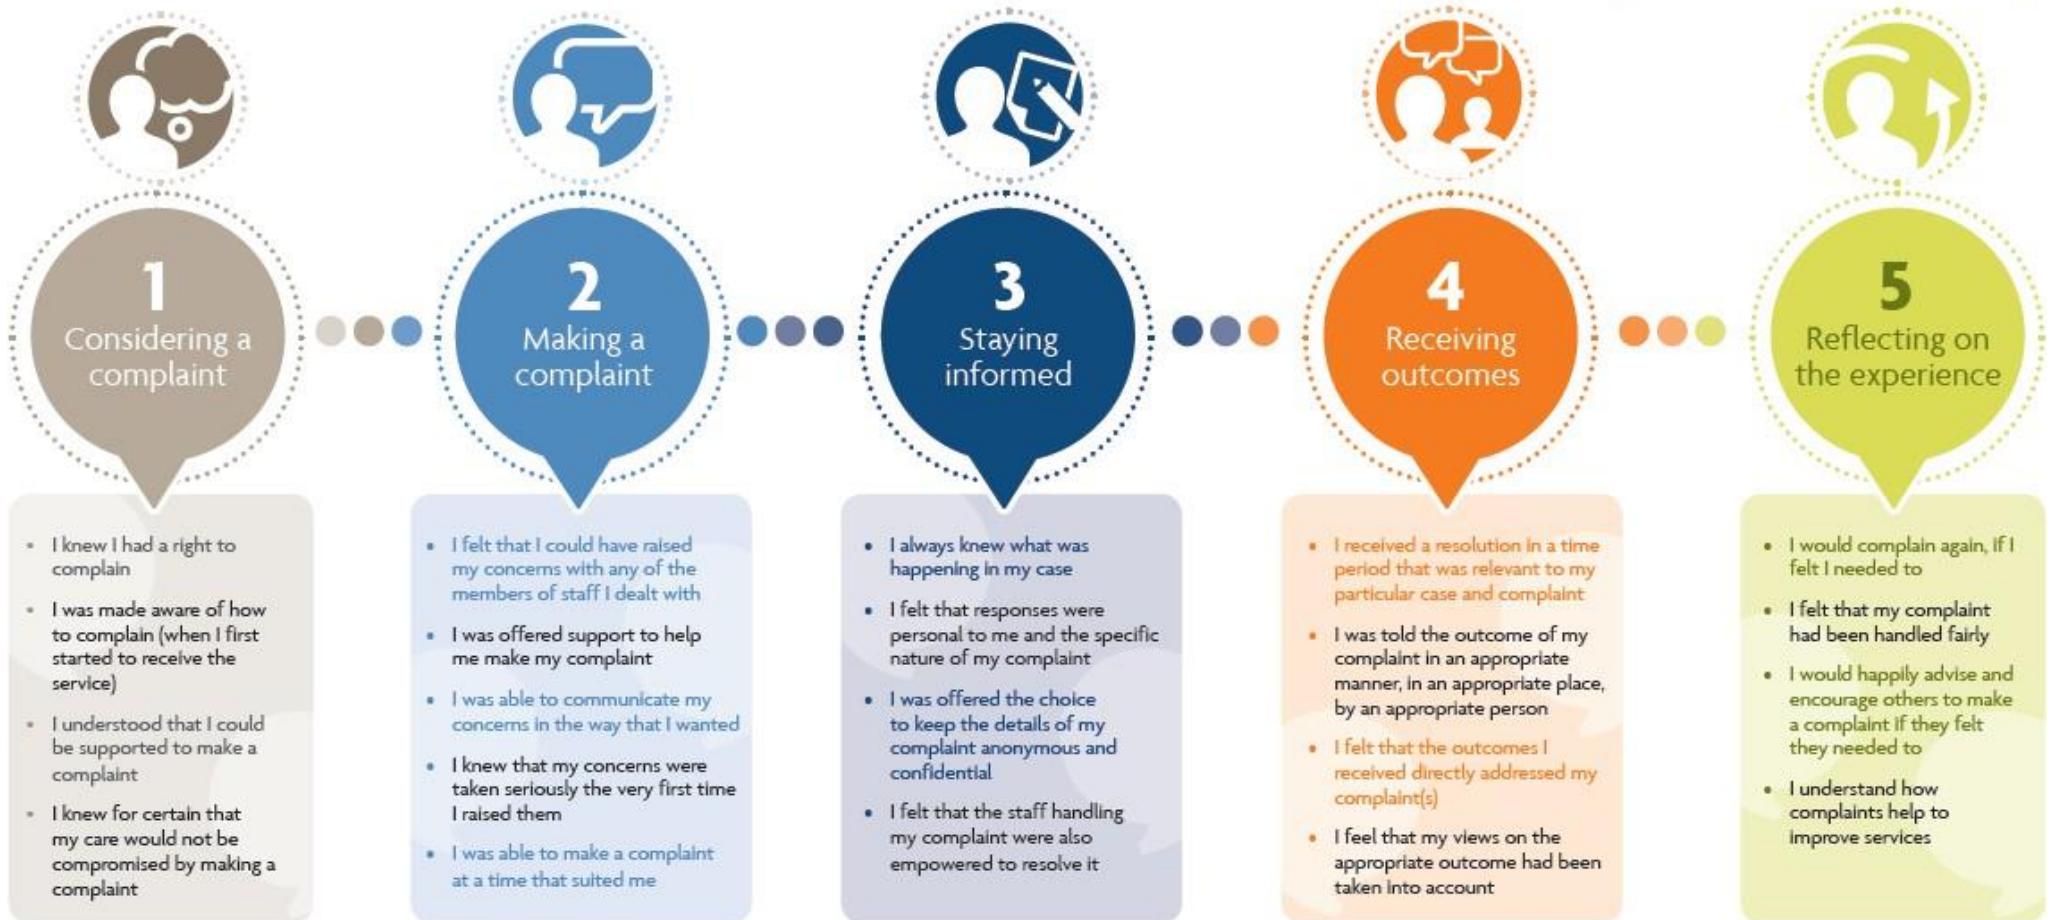 1
Considering a
complaint
• I knew I had a right to
complain
• I was made aware of how
to complain (when I first
started to receive the
service)
• I understood that I could
be supported to make a
complaint
• I knew for certain that
my care would not be
compromised by making a
complaint
2
Making a
complaint
• I felt that I could have raised
my concerns with any of the
members of staff I dealt with
• I was offered support to help
me make my complaint
• I was able to communicate my
concerns in the way that I wanted
• I knew that my concerns were
taken seriously the very first time
I raised them
• I was able to make a complaint
at a time that suited me
3
Staying
informed
• I always knew what was
happening in my case
• I felt that responses were
personal to me and the specific
nature of my complaint
• I was offered the choice
to keep the details of my
complaint anonymous and
confidential
• I felt that the staff handling
my complaint were also
empowered to resolve it
4
Receiving
outcomes
• I received a resolution in a time
period that was relevant to my
particular case and complaint
• I was told the outcome of my
complaint in an appropriate
manner, in an appropriate place,
by an appropriate person
• I felt that the outcomes I
received directly addressed my
complaint(s)
• I feel that my views on the
appropriate outcome had been
taken into account
5
Reflecting on
the experience
• I would complain again, if I
felt I needed to
• I felt that my complaint
had been handled fairly
• I would happily advise and
encourage others to make
a complaint if they felt
they needed to
• I understand how
complaints help to
improve services